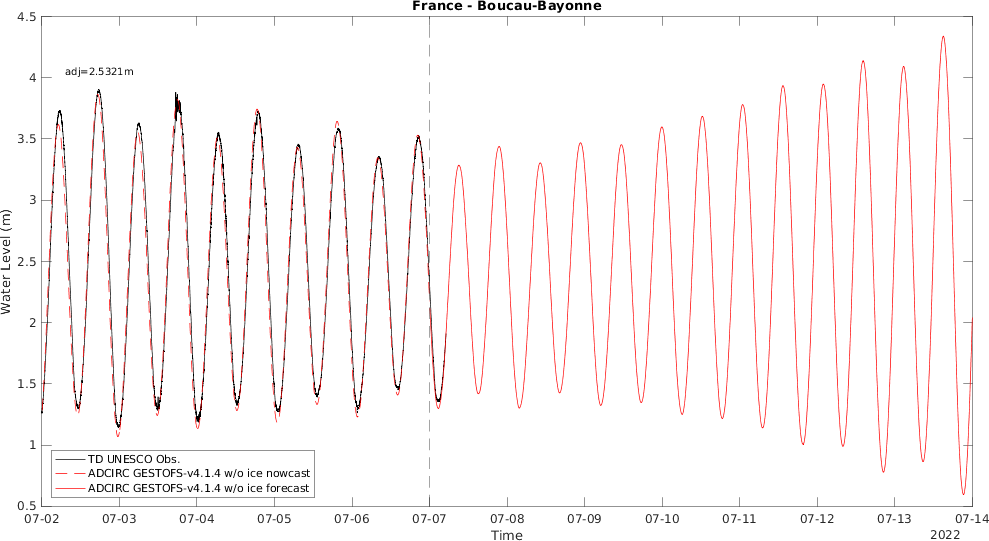 France - Boucau-Bayonne
adj=2.5321m
4.5
4
3.5
3
2.5
2
1.5
1
0.5
Water Level (m)
TD UNESCO Obs.
ADCIRC GESTOFS-v4.1.4 w/o ice nowcast
ADCIRC GESTOFS-v4.1.4 w/o ice forecast
07-02 07-03 07-04 07-05 07-06 07-07 07-08 07-09 07-10 07-11 07-12 07-13 07-14
Time
2022